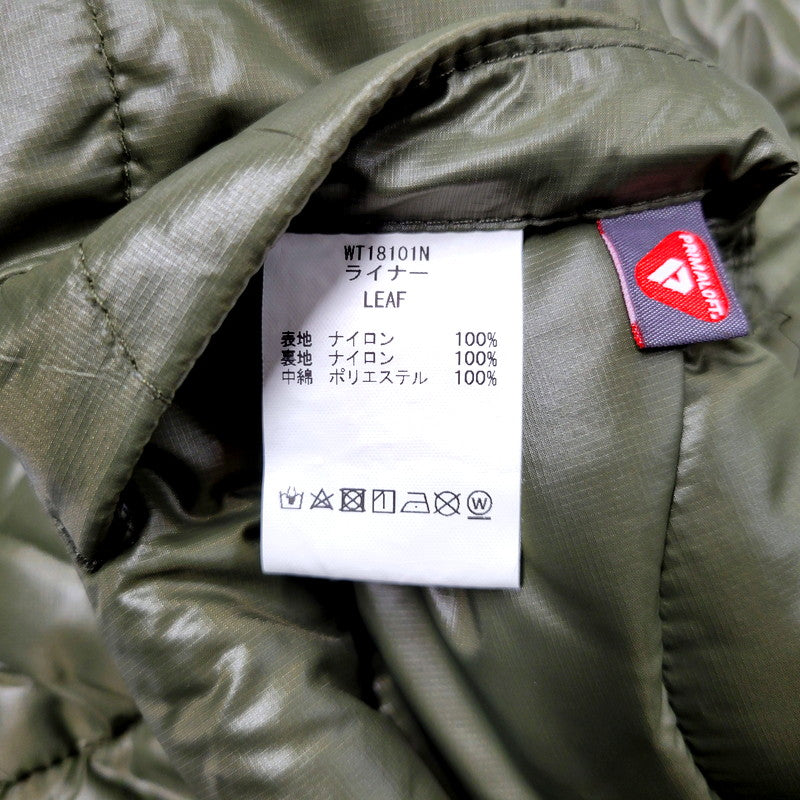 WT18101N
ライナー
LEAF
表地 ナイロン 100%
裏地 ナイロン 100%
中綿 ポリエステル 100%
W
PRIMALOFT